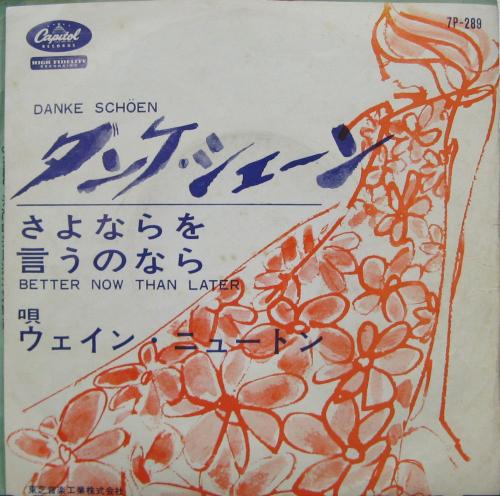 Capitol
RECORDS
HIGH FIDELITY
RECORDING
7P-289
DANKE SCHÖEN
ダンケ・シェーン
さよならを
言うのなら
BETTER NOW THAN LATER
唄
ウェイン・ニュートン
東芝音楽工業株式会社